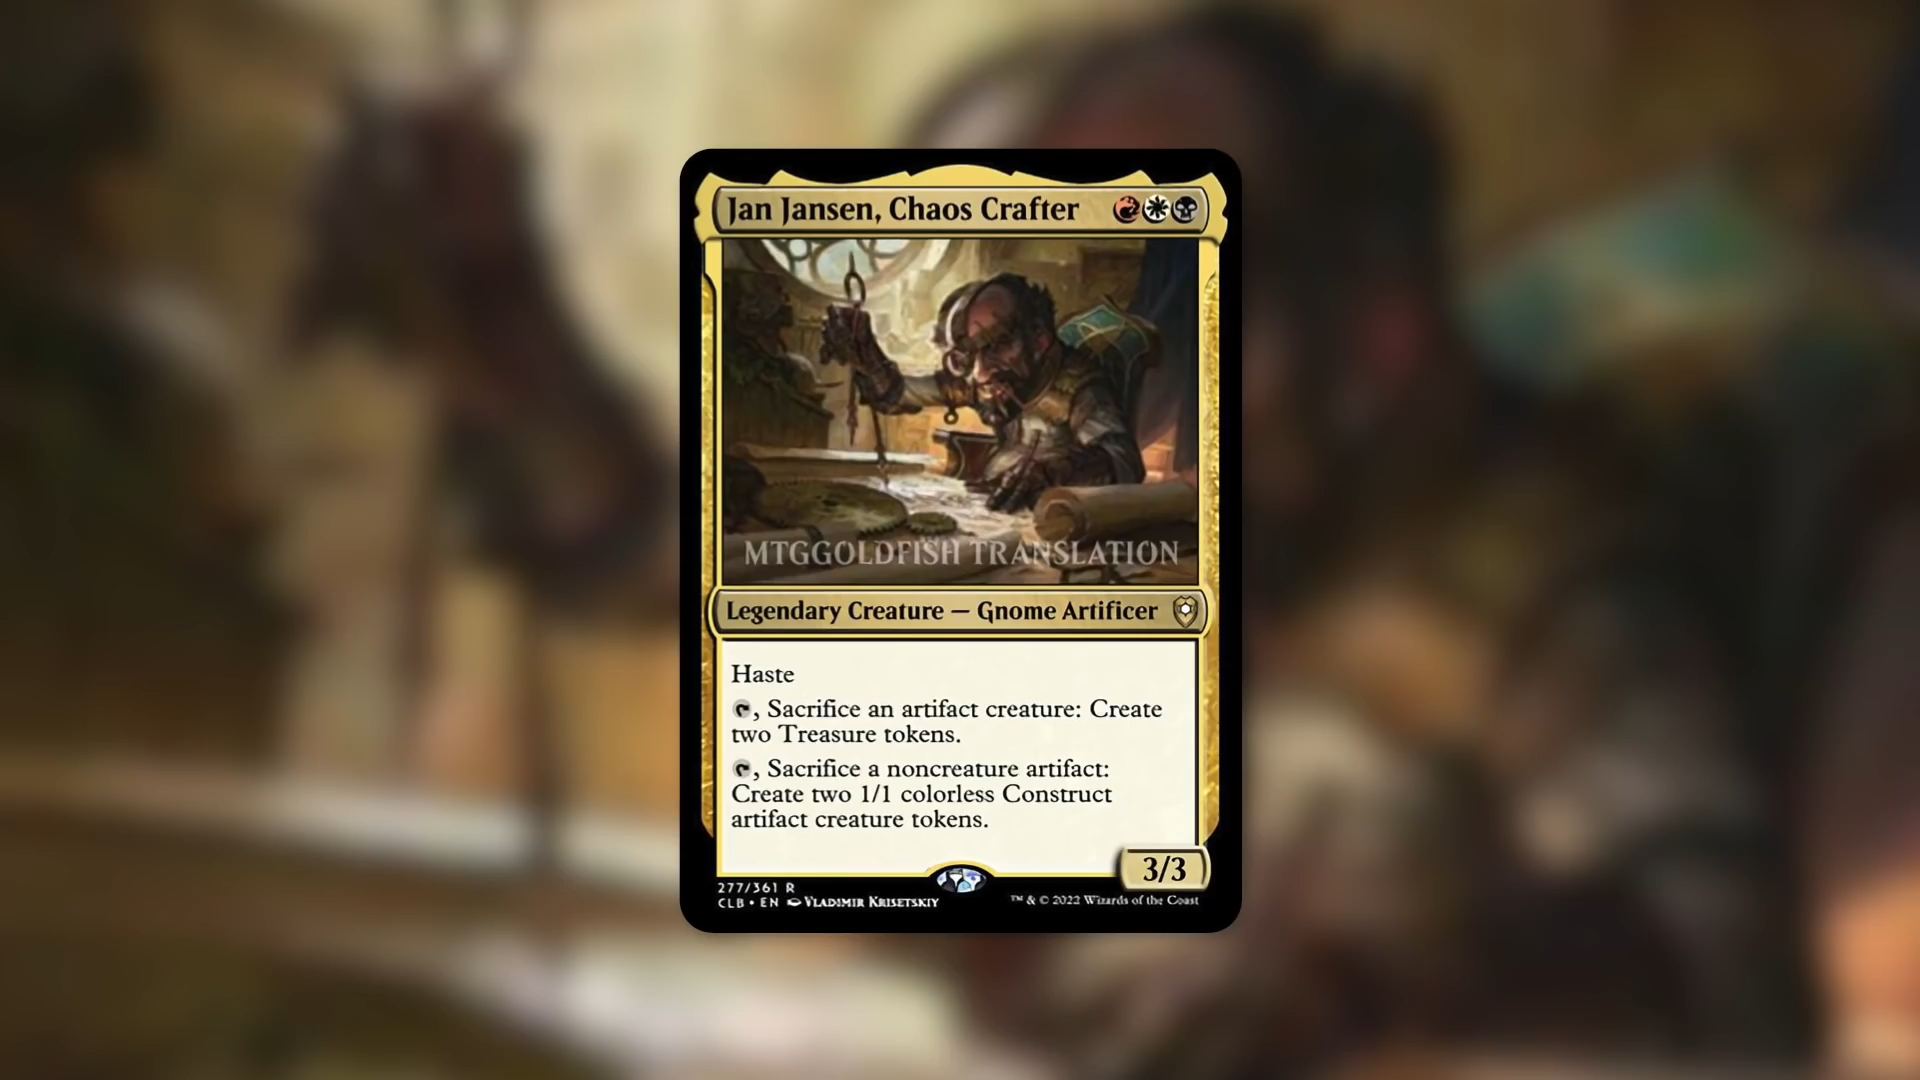 Jan Jansen, Chaos Crafter
MTGGOLDFISH TRANSLATION
Legendary Creature — Gnome Artificer
Haste
, Sacrifice an artifact creature: Create
two Treasure tokens.
, Sacrifice a noncreature artifact:
Create two 1/1 colorless Construct
artifact creature tokens.
3/3
277/361 R
CLB • EN Vladimir Krisetskiy
™ & © 2022 Wizards of the Coast